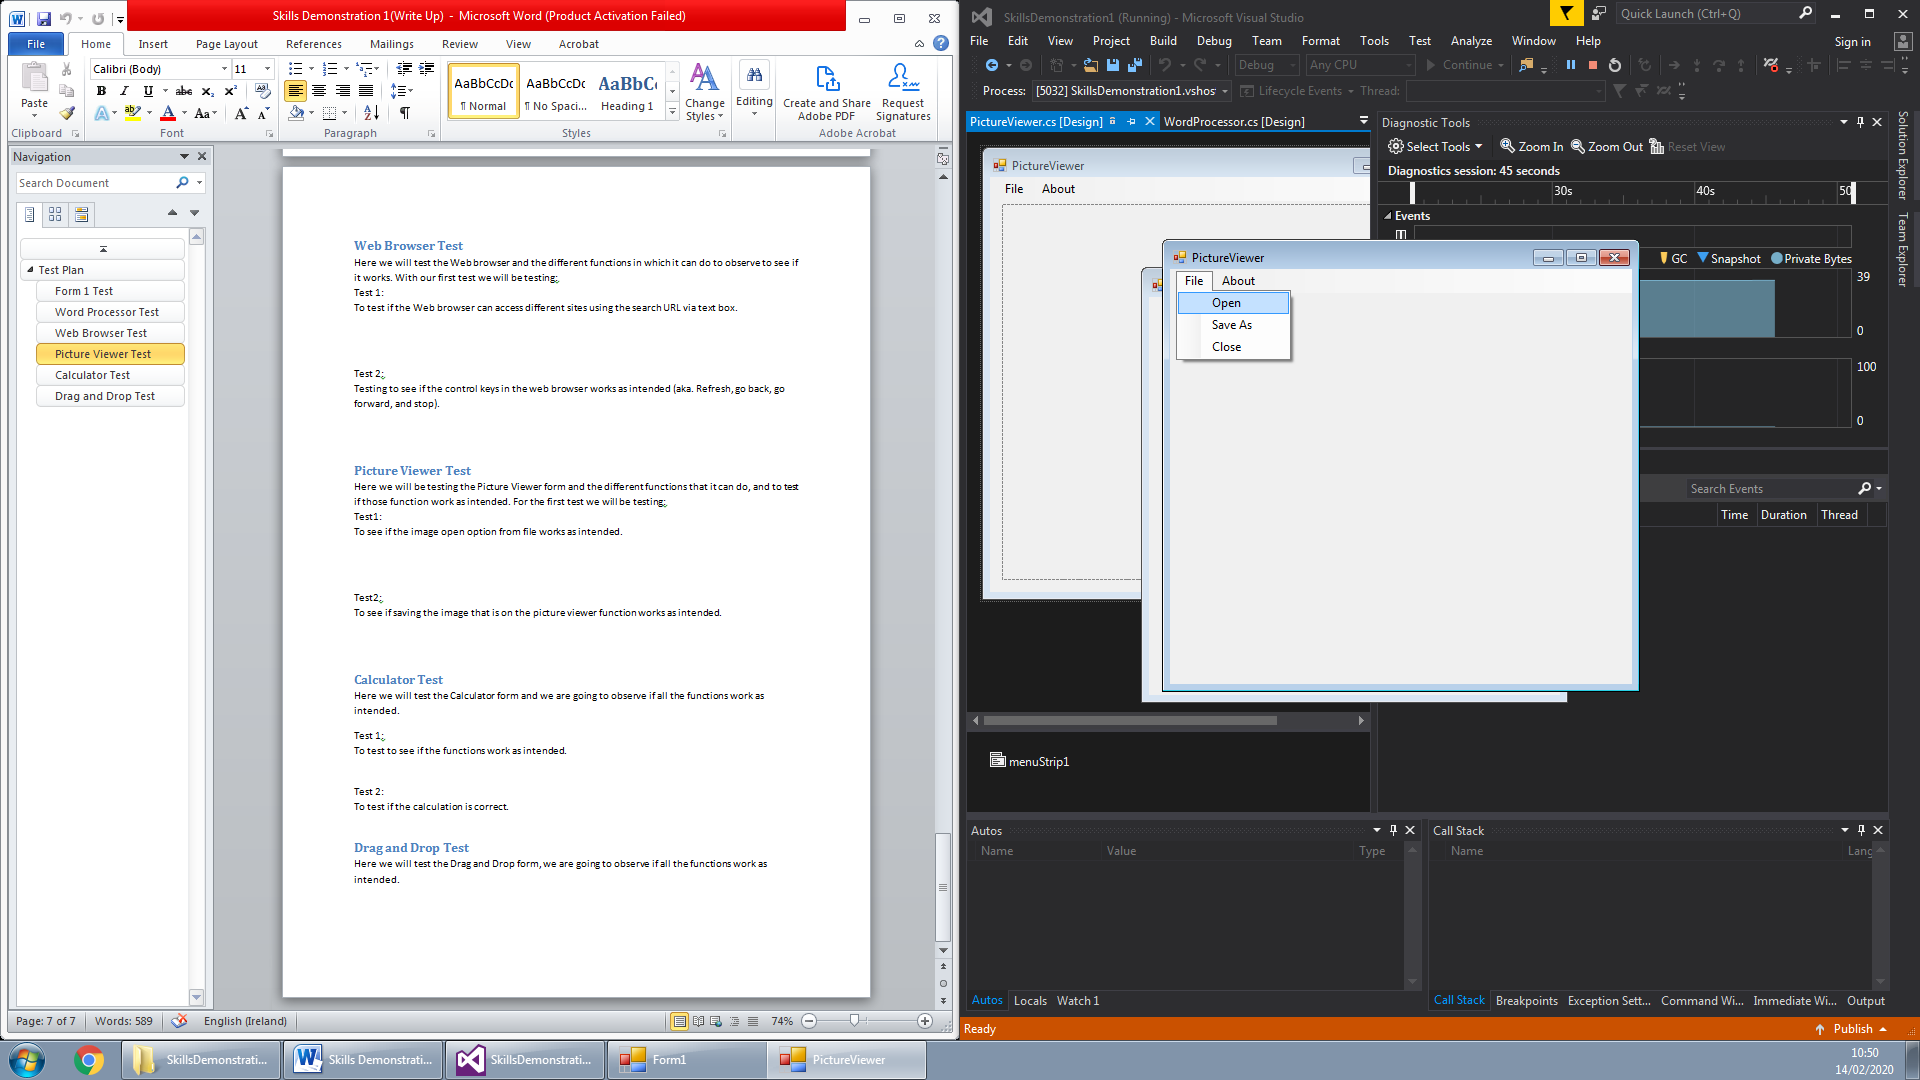 Skills Demonstration 1(Write Up) - Microsoft Word (Product Activation Failed)
File Home Insert Page Layout References Mailings Review View Acrobat
Calibri (Body) 11
Paste
B I U abc x₂ x² Aa A A
AaBbCcDc AaBbCcDc AaBbC
¶ Normal ¶ No Spaci... Heading 1
Change Styles
Editing
Create and Share Adobe PDF
Request Signatures
Clipboard Font Paragraph Styles Adobe Acrobat
Navigation
Search Document
Test Plan
Form 1 Test
Word Processor Test
Web Browser Test
Picture Viewer Test
Calculator Test
Drag and Drop Test
Web Browser Test
Here we will test the Web browser and the different functions in which it can do to observe to see if
it works. With our first test we will be testing;
Test 1:
To test if the Web browser can access different sites using the search URL via text box.
Test 2;
Testing to see if the control keys in the web browser works as intended (aka. Refresh, go back, go
forward, and stop).
Picture Viewer Test
Here we will be testing the Picture Viewer form and the different functions that it can do, and to test
if those function work as intended. For the first test we will be testing;
Test1:
To see if the image open option from file works as intended.
Test2;
To see if saving the image that is on the picture viewer function works as intended.
Calculator Test
Here we will test the Calculator form and we are going to observe if all the functions work as
intended.
Test 1;
To test to see if the functions work as intended.
Test 2:
To test if the calculation is correct.
Drag and Drop Test
Here we will test the Drag and Drop form, we are going to observe if all the functions work as
intended.
Page: 7 of 7 Words: 589 English (Ireland) 74%
SkillsDemonstration1 (Running) - Microsoft Visual Studio
Quick Launch (Ctrl+Q)
File Edit View Project Build Debug Team Format Tools Test Analyze Window Help Sign in
Debug Any CPU Continue
Process: [5032] SkillsDemonstration1.vshos Lifecycle Events Thread:
PictureViewer.cs [Design] WordProcessor.cs [Design]
PictureViewer
File About
PictureViewer
File About
Open
Save As
Close
menuStrip1
Diagnostic Tools
Select Tools Zoom In Zoom Out Reset View
Diagnostics session: 45 seconds
30s 40s 50
Events
GC Snapshot Private Bytes
39
0
100
0
Search Events
Time Duration Thread
Solution Explorer
Team Explorer
Autos
Name Value Type
Autos Locals Watch 1
Call Stack
Name Lang
Call Stack Breakpoints Exception Sett... Command Wi... Immediate Wi... Output
Ready Publish
SkillsDemonstrati... Skills Demonstrati... SkillsDemonstrati... Form1 PictureViewer
10:50
14/02/2020